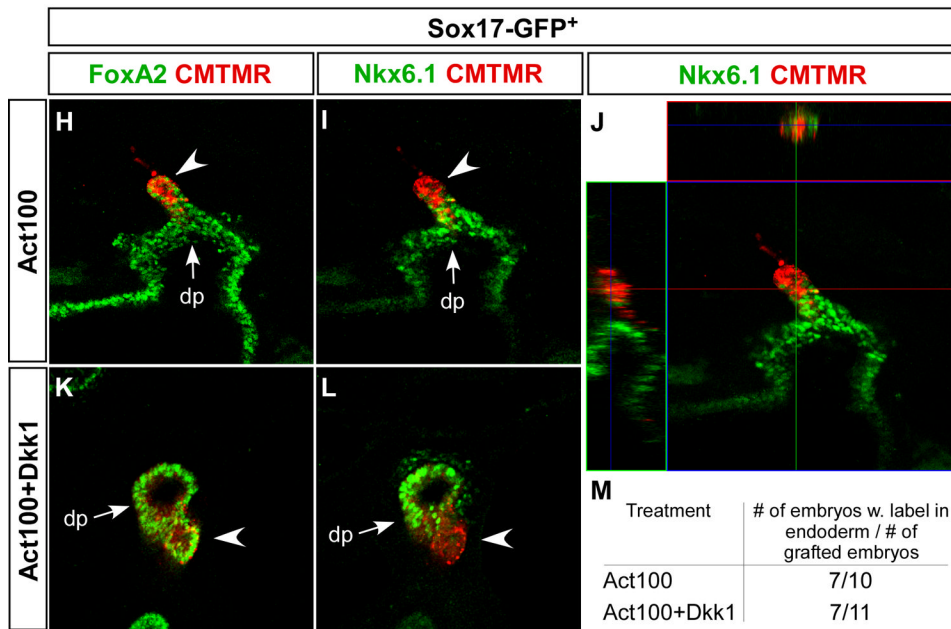 Sox17-GFP+
FoxA2 CMTMR
Nkx6.1 CMTMR
Nkx6.1 CMTMR
Act100
H
dp
I
dp
J
Act100+Dkk1
K
dp
L
dp
M
Treatment
# of embryos w. label in
endoderm / # of
grafted embryos
Act100
7/10
Act100+Dkk1
7/11